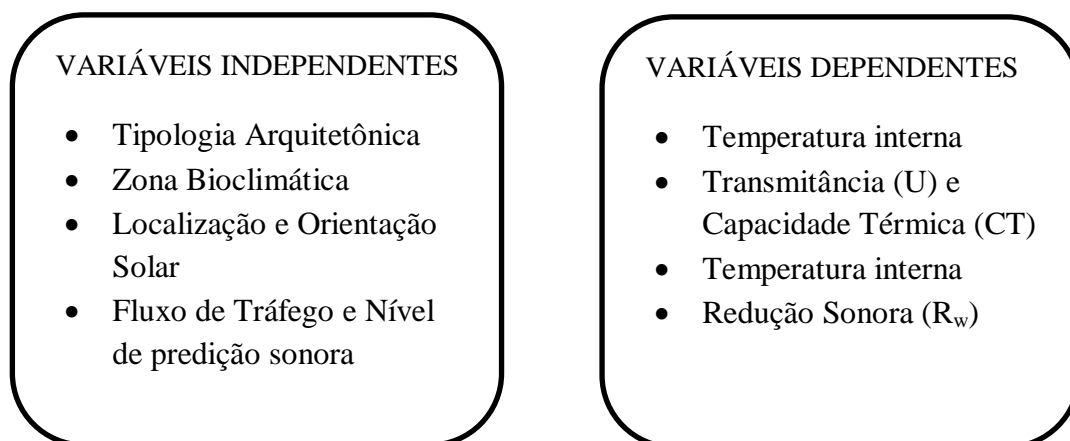 VARIÁVEIS INDEPENDENTES
• Tipologia Arquitetônica
• Zona Bioclimática
• Localização e Orientação
Solar
• Fluxo de Tráfego e Nível
de predição sonora
VARIÁVEIS DEPENDENTES
• Temperatura interna
• Transmitância (U) e
Capacidade Térmica (CT)
• Temperatura interna
• Redução Sonora (Rw)